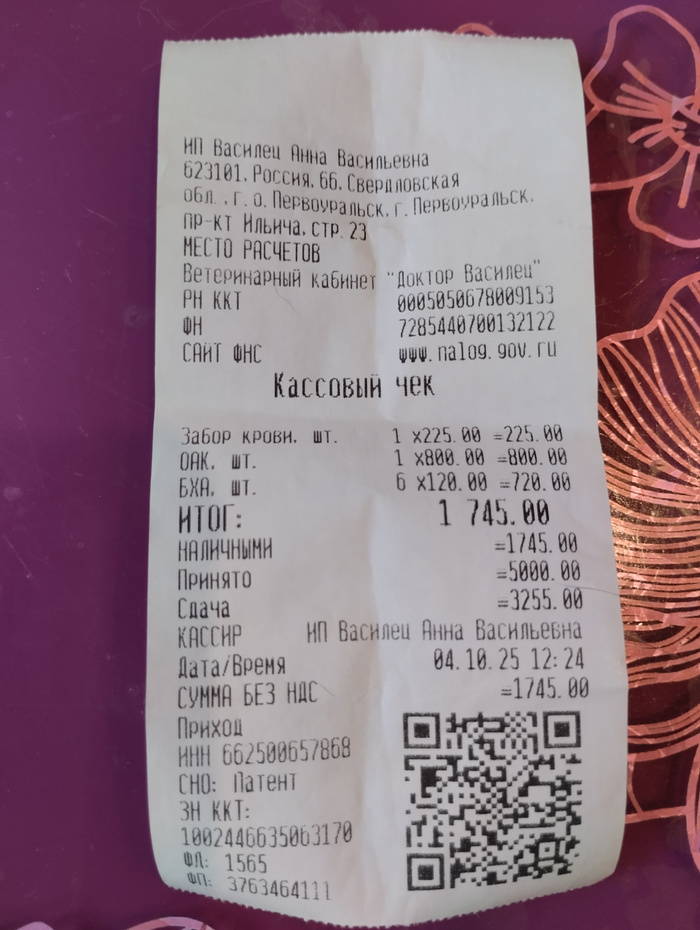 ИП Василец Анна Васильевна
623101, Россия, 66, Свердловская
обл., г. о. Первоуральск, г. Первоуральск,
пр-кт Ильича, стр. 23
МЕСТО РАСЧЕТОВ
Ветеринарный кабинет "Доктор Василец"
РН ККТ 0005050678009153
ФН 7285440700132122
САЙТ ФНС www.nalog.gov.ru
Кассовый чек
Забор крови, шт. 1 х225.00 =225.00
ОАК, шт. 1 х800.00 =800.00
БХА, шт. 6 х120.00 =720.00
ИТОГ: 1 745.00
НАЛИЧНЫМИ =1745.00
Принято =5000.00
Сдача =3255.00
КАССИР ИП Василец Анна Васильевна
Дата/Время 04.10.25 12:24
СУММА БЕЗ НДС =1745.00
Приход
ИНН 662500657868
СНО: Патент
ЗН ККТ:
1002446635063170
ФД: 1565
ФП: 3763464111